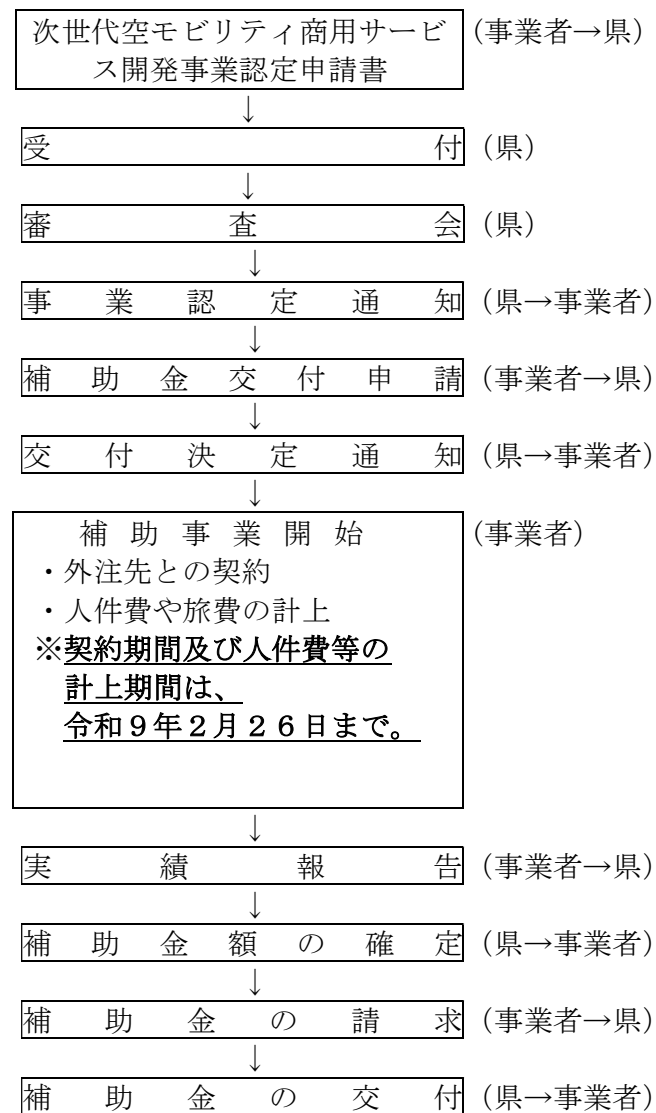 次世代空モビリティ商用サービ (事業者→県)
ス開発事業認定申請書
↓
受付 (県)
↓
審査会 (県)
↓
事業認定通知 (県→事業者)
↓
補助金交付申請 (事業者→県)
↓
交付決定通知 (県→事業者)
↓
補助事業開始 (事業者)
・外注先との契約
・人件費や旅費の計上
※契約期間及び人件費等の
計上期間は、
令和9年2月26日まで。
↓
実績報告 (事業者→県)
↓
補助金額の確定 (県→事業者)
↓
補助金の請求 (事業者→県)
↓
補助金の交付 (県→事業者)